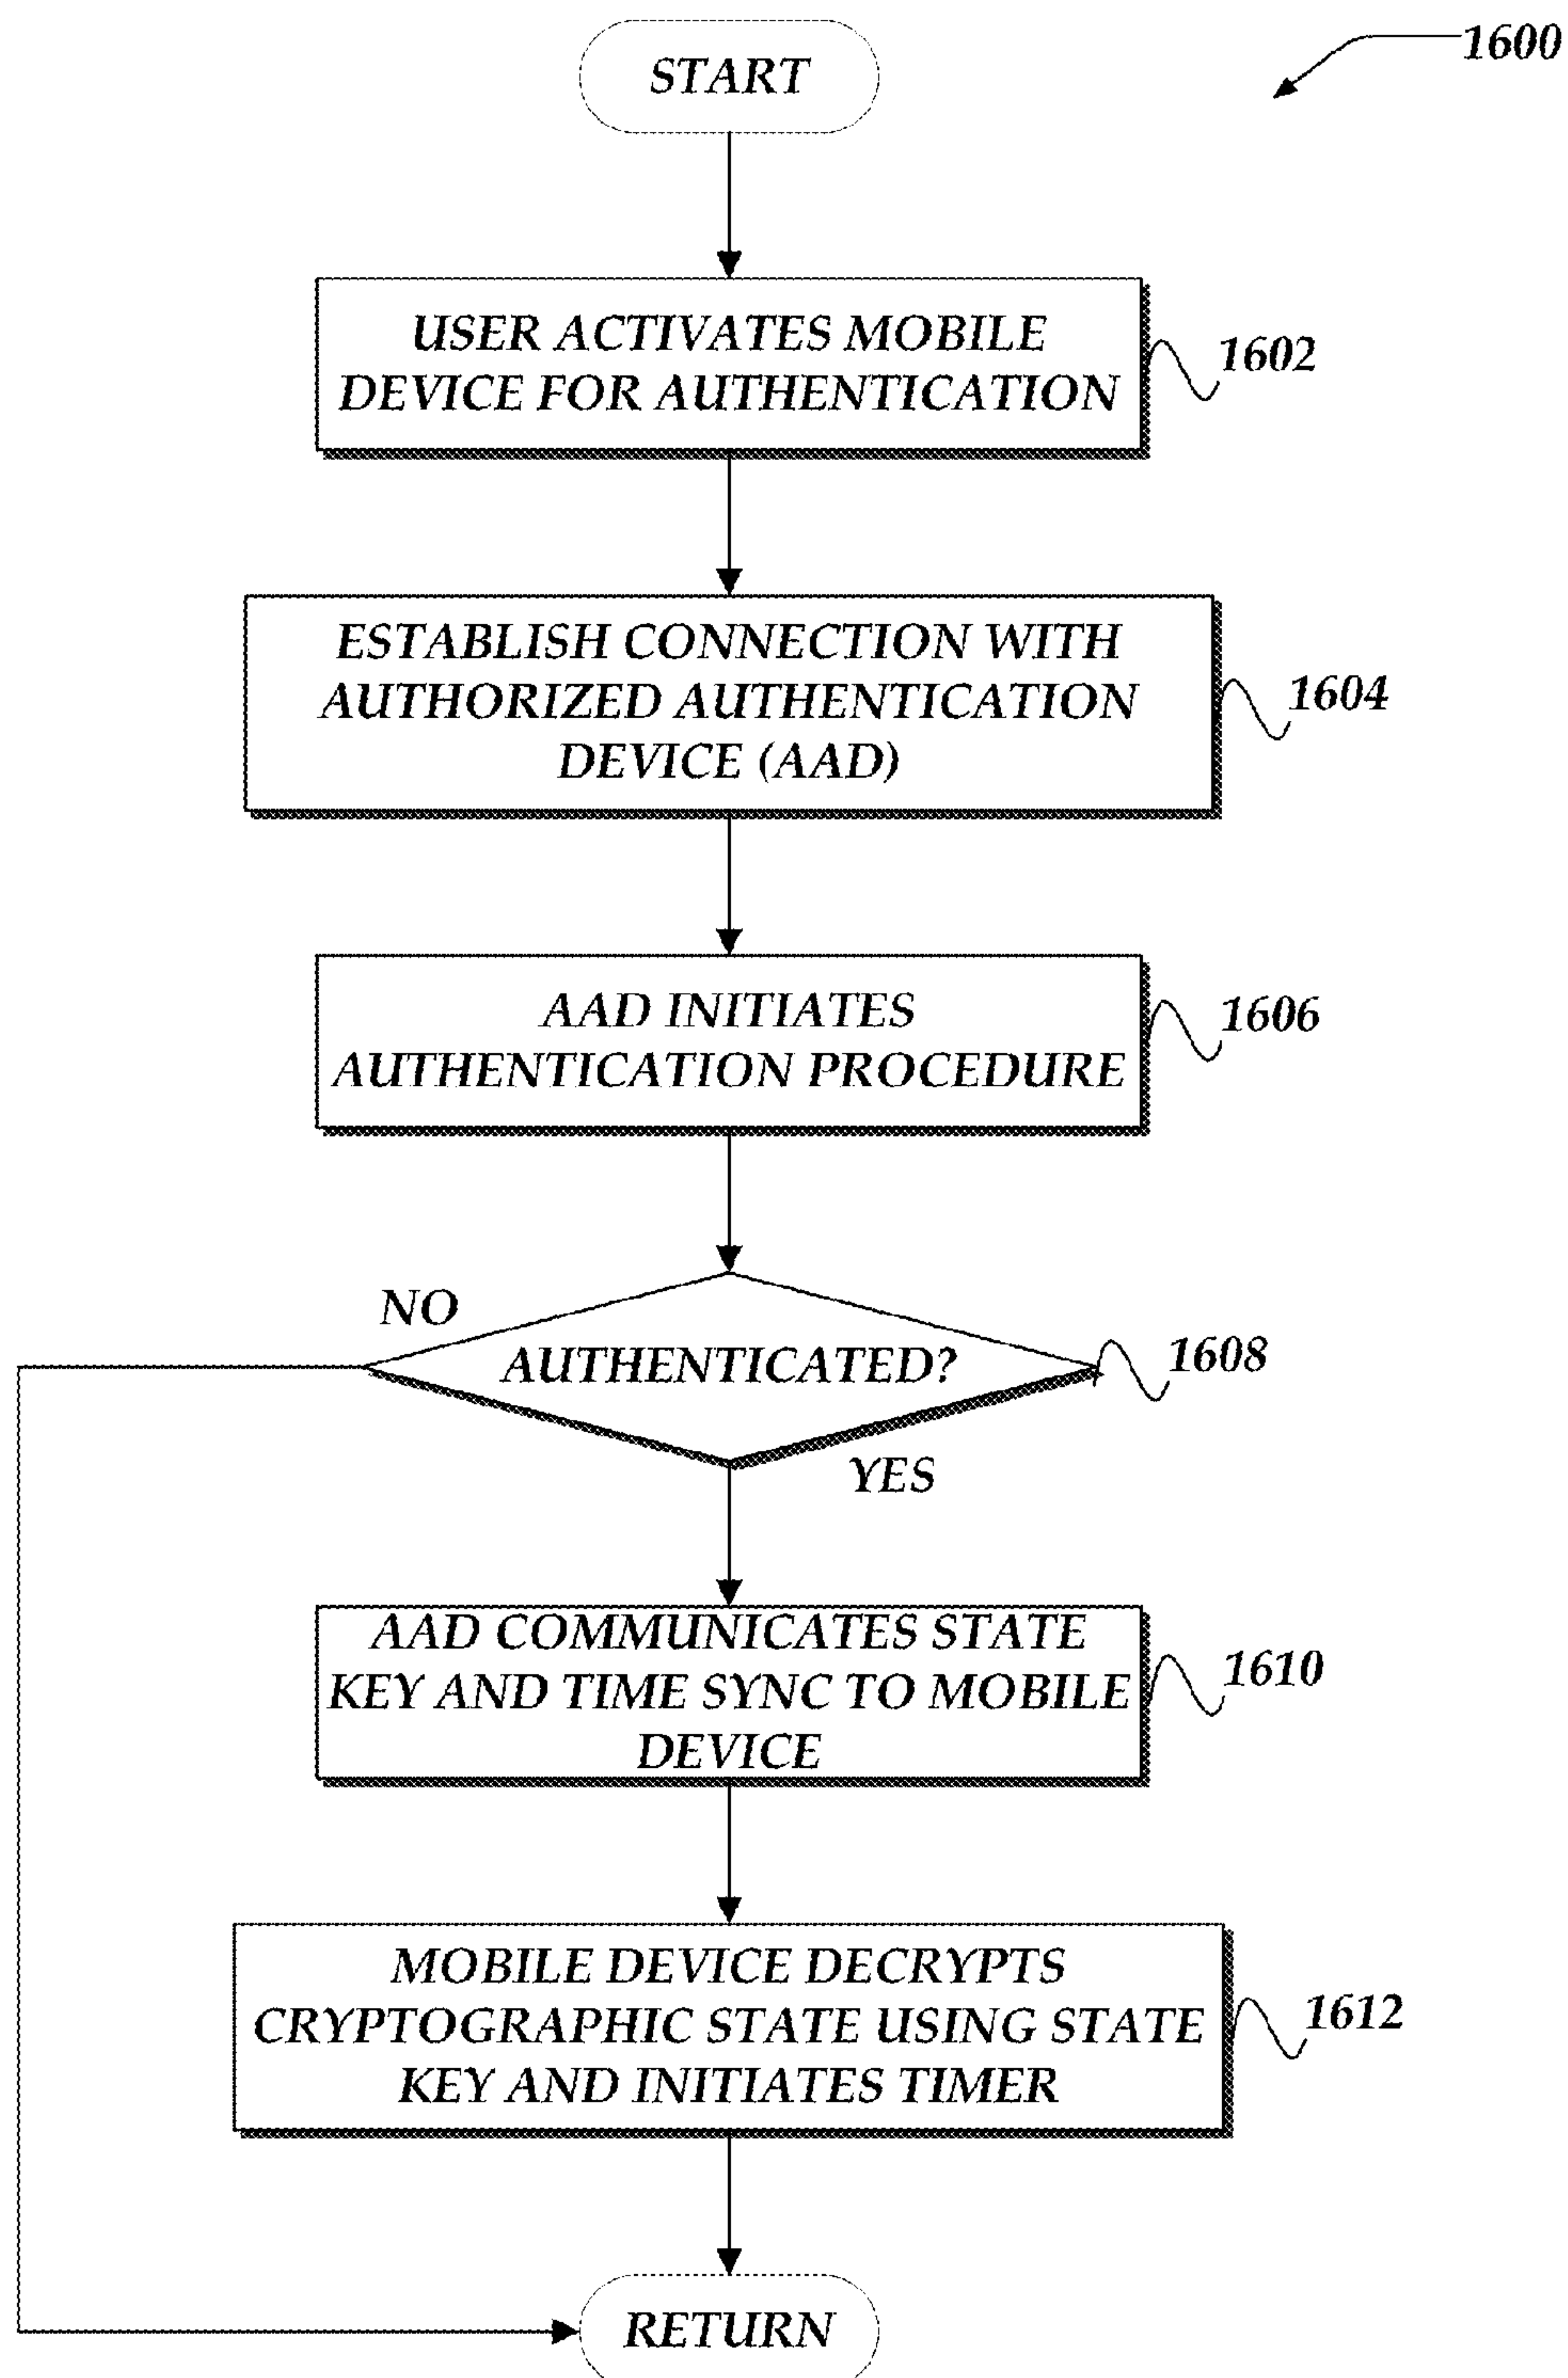 1600
START
USER ACTIVATES MOBILE
DEVICE FOR AUTHENTICATION
1602
ESTABLISH CONNECTION WITH
AUTHORIZED AUTHENTICATION
DEVICE (AAD)
1604
AAD INITIATES
AUTHENTICATION PROCEDURE
1606
NO
AUTHENTICATED?
1608
YES
AAD COMMUNICATES STATE
KEY AND TIME SYNC TO MOBILE
DEVICE
1610
MOBILE DEVICE DECRYPTS
CRYPTOGRAPHIC STATE USING STATE
KEY AND INITIATES TIMER
1612
RETURN